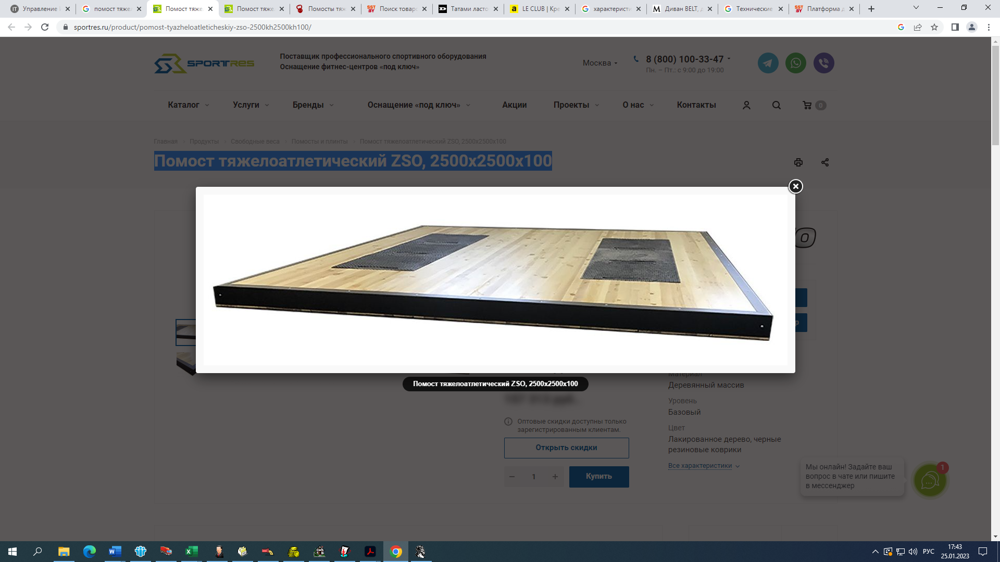 Управление
помост тяжел
Помост тяже
Помост тяже
Помосты тяж
Поиск товаро
Татами ласто
LE CLUB | Кре
характеристи
Диван BELT, д
Технические
Платформа д
sportres.ru/product/pomost-tyazheloatleticheskiy-zso-2500kh2500kh100/
SPORTRES
Поставщик профессионального спортивного оборудования
Оснащение фитнес-центров «под ключ»
Москва
8 (800) 100-33-47
Пн. – Пт.: с 9:00 до 19:00
Каталог
Услуги
Бренды
Оснащение «под ключ»
Акции
Проекты
О нас
Контакты
0
Главная
Продукты
Свободные веса
Помосты и плинты
Помост тяжелоатлетический ZSO, 2500х2500х100
Помост тяжелоатлетический ZSO, 2500х2500х100
Помост тяжелоатлетический ZSO, 2500х2500х100
Материал
Деревянный массив
Уровень
Базовый
Цвет
Лакированное дерево, черные
резиновые коврики
Все характеристики
Оптовые скидки доступны только
зарегистрированным клиентам.
Открыть скидки
1
Купить
Мы онлайн! Задайте ваш
вопрос в чате или пишите
в мессенджер
1
РУС
17:43
25.01.2023